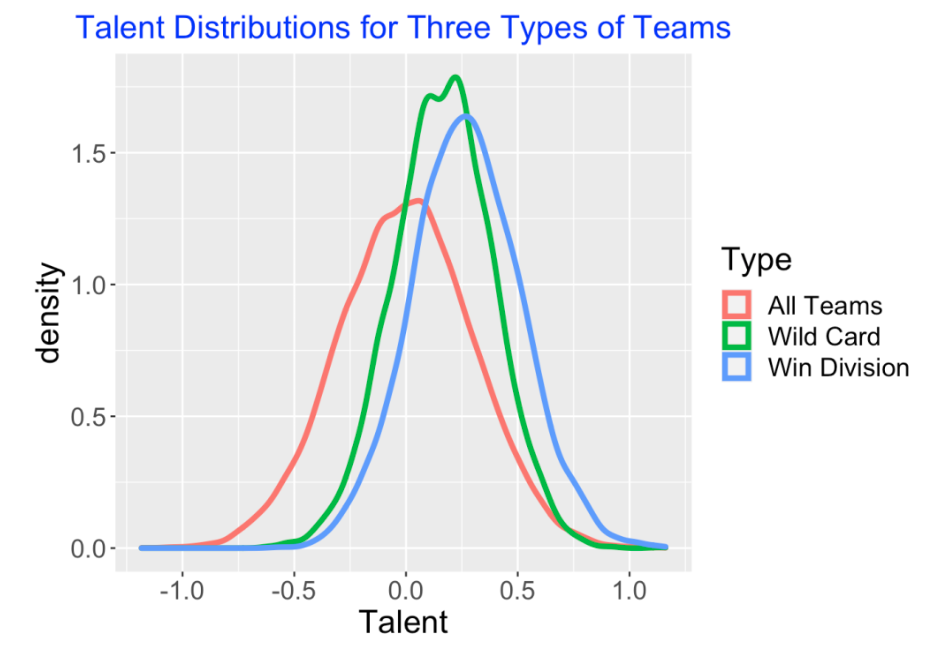 Talent Distributions for Three Types of Teams
1.5
1.0
0.5
0.0
density
-1.0 -0.5 0.0 0.5 1.0
Talent
Type
All Teams
Wild Card
Win Division